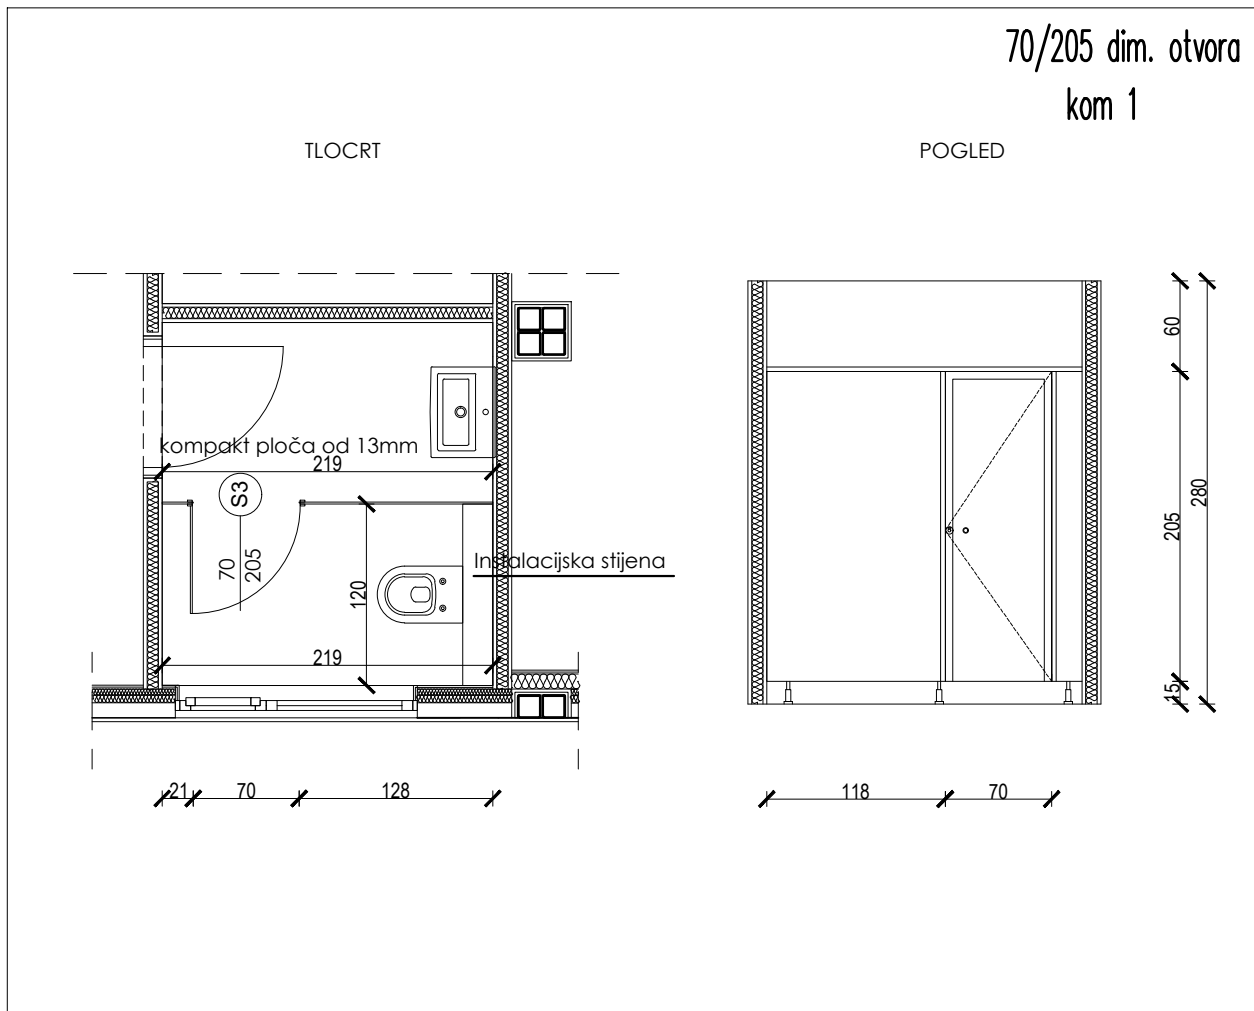 70/205 dim. otvora
kom 1
TLOCRT
POGLED
kompakt ploča od 13mm
219
S3
70
205
120
Instalacijska stijena
219
21
70
128
60
205
280
15
118
70